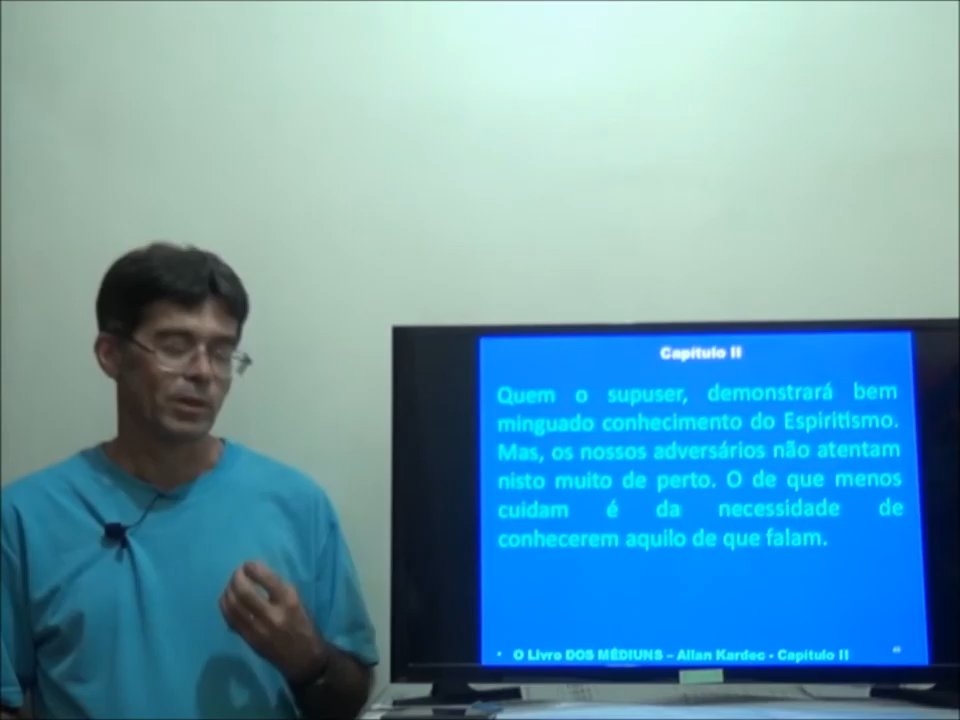 Capítulo II
Quem o supuser, demonstrará bem
minguado conhecimento do Espiritismo.
Mas, os nossos adversários não atentam
nisto muito de perto. O de que menos
cuidam é da necessidade de
conhecerem aquilo de que falam.
• O Livro DOS MÉDIUNS – Allan Kardec - Capítulo II